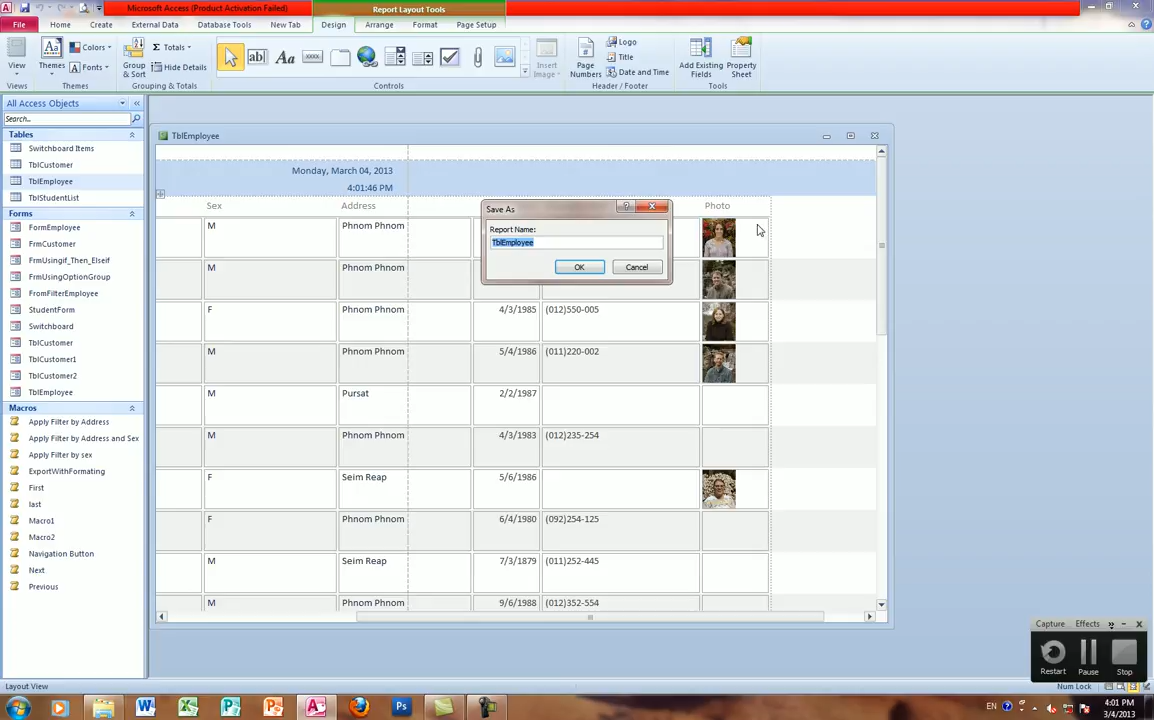 Microsoft Access (Product Activation Failed)
Report Layout Tools
File Home Create External Data Database Tools New Tab Design Arrange Format Page Setup
View
Themes
Colors
Fonts
Group & Sort
Totals
Hide Details
Insert Image
Page Numbers
Logo
Title
Date and Time
Add Existing Fields
Property Sheet
Views Themes Grouping & Totals Controls Header / Footer Tools
All Access Objects
Search...
Tables
Switchboard Items
TblCustomer
TblEmployee
TblStudentList
Forms
FormEmployee
FrmCustomer
FrmUsingif_Then_Elseif
FrmUsingOptionGroup
FromFilterEmployee
StudentForm
Switchboard
TblCustomer
TblCustomer1
TblCustomer2
TblEmployee
Macros
Apply Filter by Address
Apply Filter by Address and Sex
Apply Filter by sex
ExportWithFormating
First
last
Macro1
Macro2
Navigation Button
Next
Previous
TblEmployee
Monday, March 04, 2013
4:01:46 PM
Sex Address Photo
M Phnom Phnom
M Phnom Phnom
F Phnom Phnom 4/3/1985 (012)550-005
M Phnom Phnom 5/4/1986 (011)220-002
M Pursat 2/2/1987
M Phnom Phnom 4/3/1983 (012)235-254
F Seim Reap 5/6/1986
F Phnom Phnom 6/4/1980 (092)254-125
M Seim Reap 7/3/1879 (011)252-445
M Phnom Phnom 9/6/1988 (012)352-554
Save As
Report Name:
TblEmployee
OK Cancel
Capture Effects
Restart Pause Stop
Layout View
Num Lock
EN
4:01 PM
3/4/2013